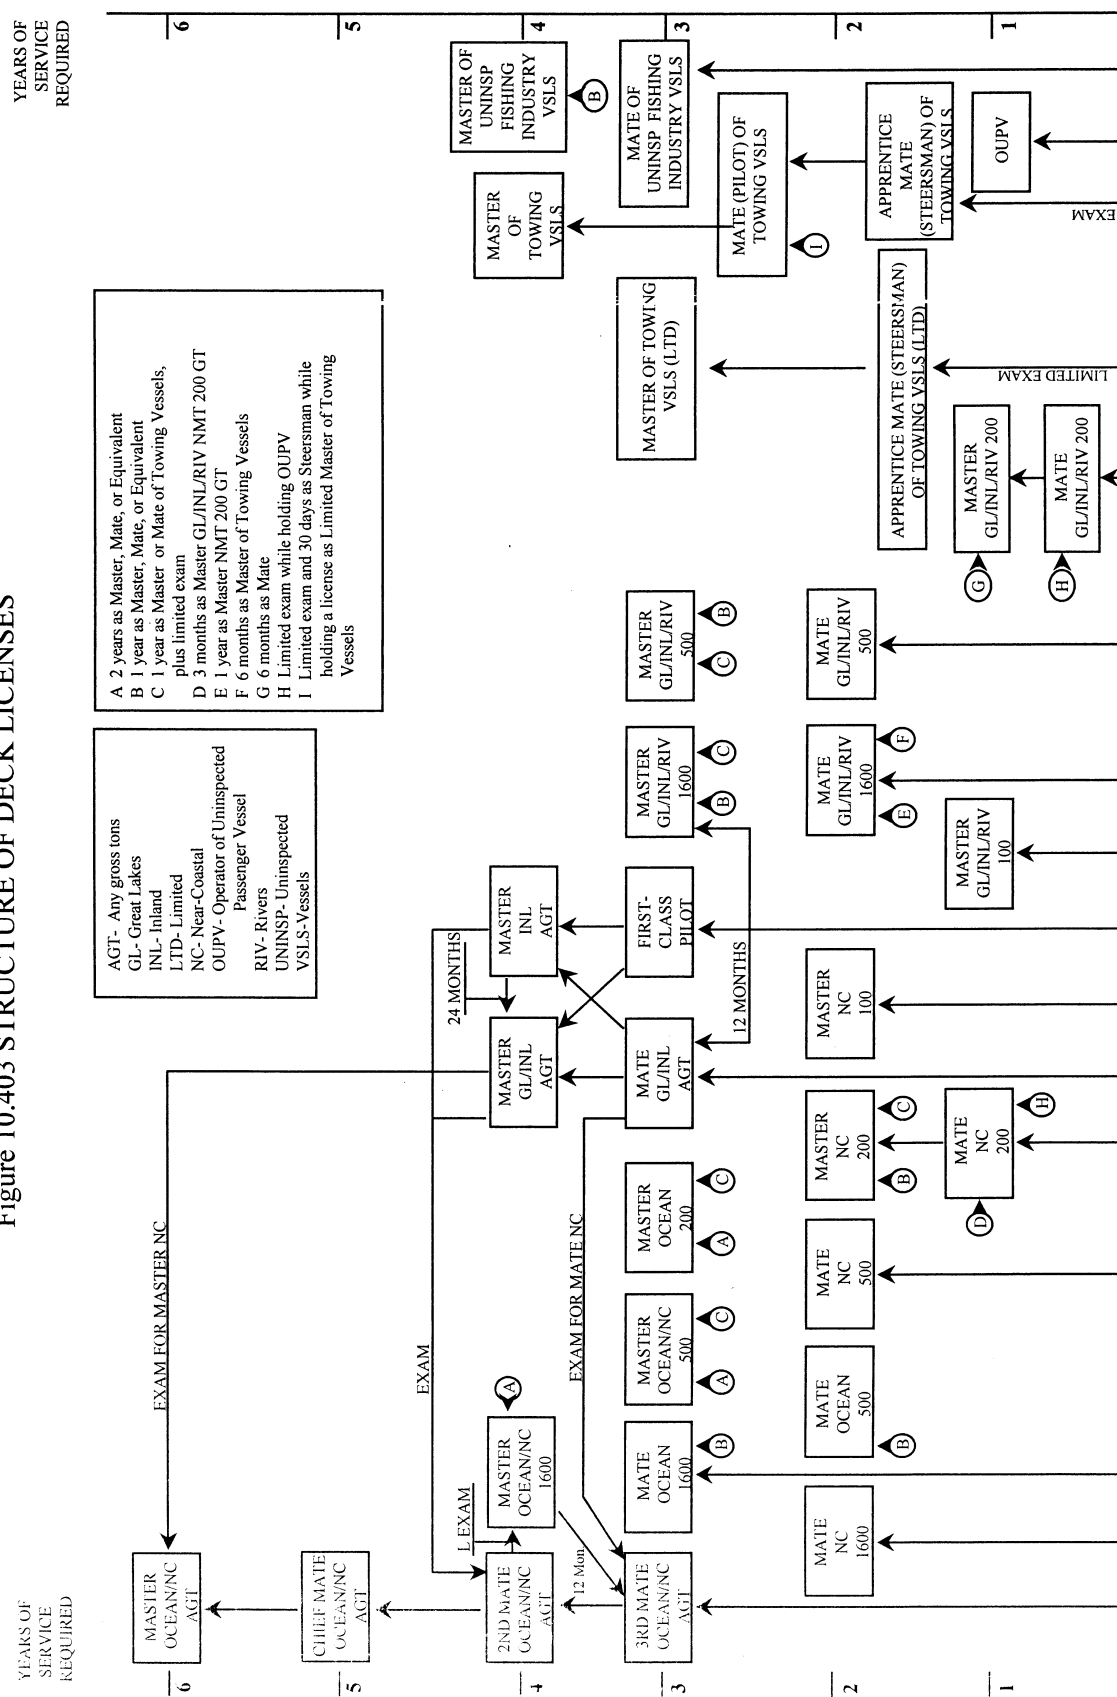 Figure 10.403 STRUCTURE OF DECK LICENSES
YEARS OF
SERVICE
REQUIRED
6
5
4
3
2
1
YEARS OF
SERVICE
REQUIRED
6
5
4
3
2
1
AGT- Any gross tons
GL- Great Lakes
INL- Inland
LTD- Limited
NC- Near-Coastal
OUPV- Operator of Uninspected
Passenger Vessel
RIV- Rivers
UNINSP- Uninspected
VSLS-Vessels
A 2 years as Master, Mate, or Equivalent
B 1 year as Master, Mate, or Equivalent
C 1 year as Master or Mate of Towing Vessels,
plus limited exam
D 3 months as Master GL/INL/RIV NMT 200 GT
E 1 year as Master NMT 200 GT
F 6 months as Master of Towing Vessels
G 6 months as Mate
H Limited exam while holding OUPV
I Limited exam and 30 days as Steersman while
holding a license as Limited Master of Towing
Vessels
MASTER
OCEAN/NC
AGT
EXAM FOR MASTER NC
CHIEF MATE
OCEAN/NC
AGT
2ND MATE
OCEAN/NC
AGT
L EXAM
MASTER
OCEAN/NC
1600
A
EXAM
12 Mon
MASTER
GL/INL
AGT
24 MONTHS
MASTER
INL
AGT
MASTER
OF
TOWING
VSLS
MASTER OF
UNINSP
FISHING
INDUSTRY
VSLS
B
3RD MATE
OCEAN/NC
AGT
MATE
OCEAN
1600
B
EXAM FOR MATE NC
MASTER
OCEAN/NC
500
A
C
MASTER
OCEAN
200
A
C
MATE
GL/INL
AGT
12 MONTHS
FIRST-
CLASS
PILOT
MASTER
GL/INL/RIV
1600
B
C
MASTER
GL/INL/RIV
500
C
B
MASTER OF TOWING
VSLS (LTD)
MATE (PILOT) OF
TOWING VSLS
I
MATE OF
UNINSP FISHING
INDUSTRY VSLS
MATE
NC
1600
MATE
OCEAN
500
B
MATE
NC
500
MASTER
NC
200
B
C
MASTER
NC
100
MATE
GL/INL/RIV
1600
E
F
MATE
GL/INL/RIV
500
APPRENTICE MATE (STEERSMAN)
OF TOWING VSLS (LTD)
LIMITED EXAM
APPRENTICE
MATE
(STEERSMAN) OF
TOWING VSLS
EXAM
MATE
NC
200
D
H
MASTER
GL/INL/RIV
100
MASTER
GL/INL/RIV 200
G
MATE
GL/INL/RIV 200
H
OUPV